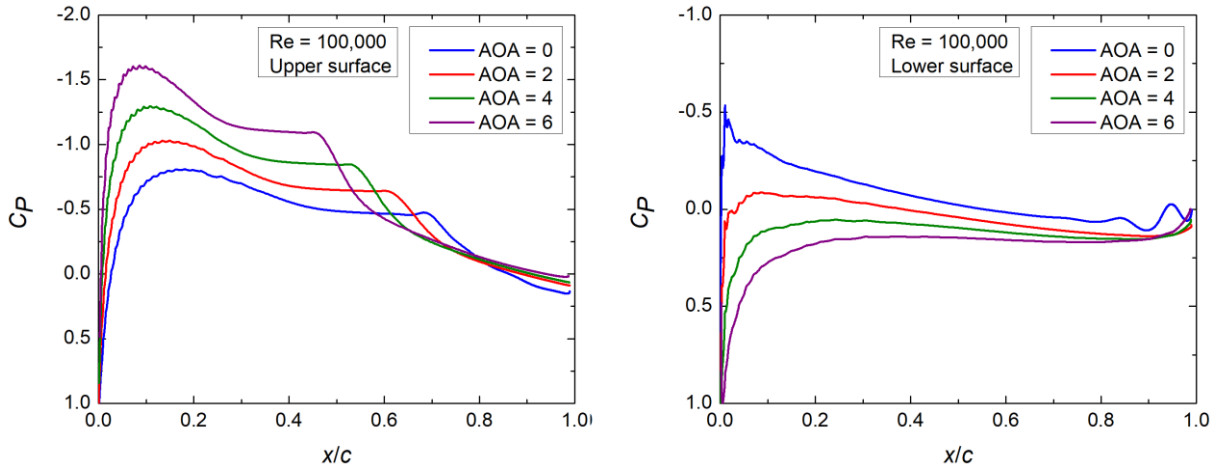 -2.0
-1.5
-1.0
-0.5
0.0
0.5
1.0
CP
Re = 100,000
Upper surface
AOA = 0
AOA = 2
AOA = 4
AOA = 6
0.0 0.2 0.4 0.6 0.8 1.0
x/c
-1.0
-0.5
0.0
0.5
1.0
CP
Re = 100,000
Lower surface
AOA = 0
AOA = 2
AOA = 4
AOA = 6
0.0 0.2 0.4 0.6 0.8 1.0
x/c